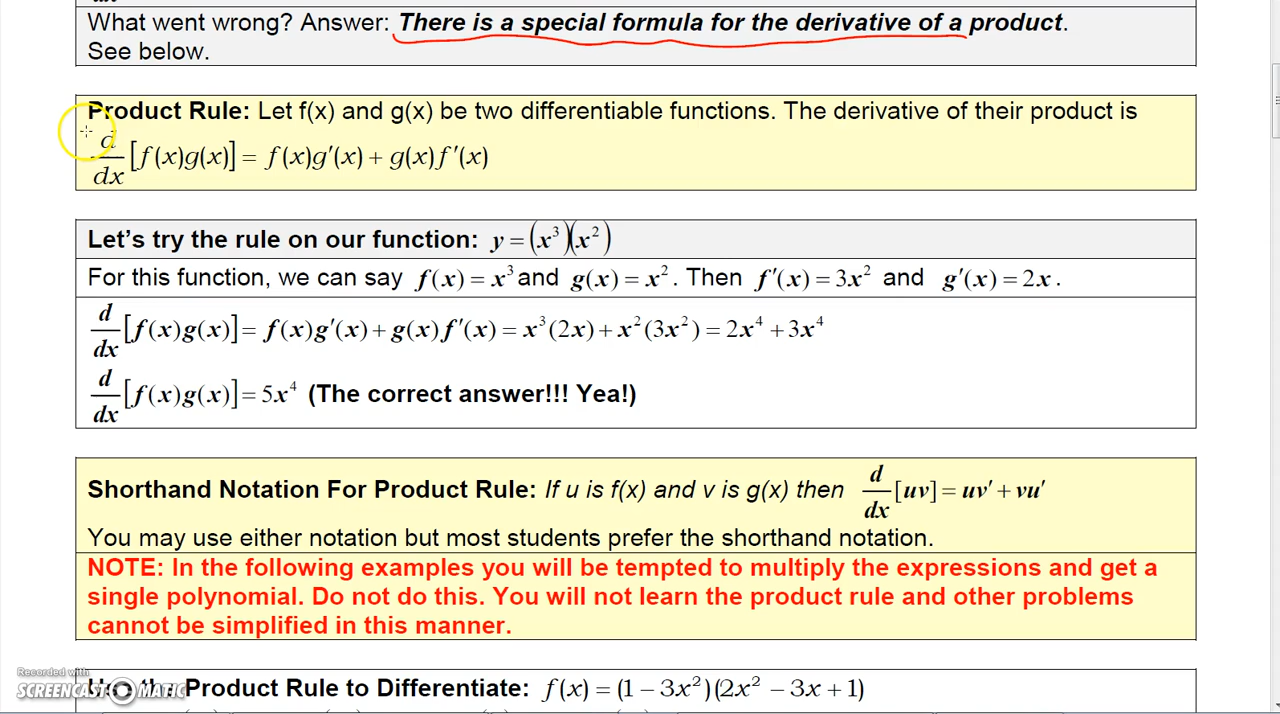 What went wrong? Answer: There is a special formula for the derivative of a product.
See below.
Product Rule: Let f(x) and g(x) be two differentiable functions. The derivative of their product is
d/dx [f(x)g(x)] = f(x)g′(x) + g(x)f′(x)
Let's try the rule on our function: y = (x³)(x²)
For this function, we can say f(x) = x³ and g(x) = x². Then f′(x) = 3x² and g′(x) = 2x.
d/dx [f(x)g(x)] = f(x)g′(x) + g(x)f′(x) = x³(2x) + x²(3x²) = 2x⁴ + 3x⁴
d/dx [f(x)g(x)] = 5x⁴ (The correct answer!!! Yea!)
Shorthand Notation For Product Rule: If u is f(x) and v is g(x) then d/dx [uv] = uv′ + vu′
You may use either notation but most students prefer the shorthand notation.
NOTE: In the following examples you will be tempted to multiply the expressions and get a
single polynomial. Do not do this. You will not learn the product rule and other problems
cannot be simplified in this manner.
Recorded with
SCREENCAST O MATIC
Use the Product Rule to Differentiate: f(x) = (1 − 3x²)(2x² − 3x + 1)